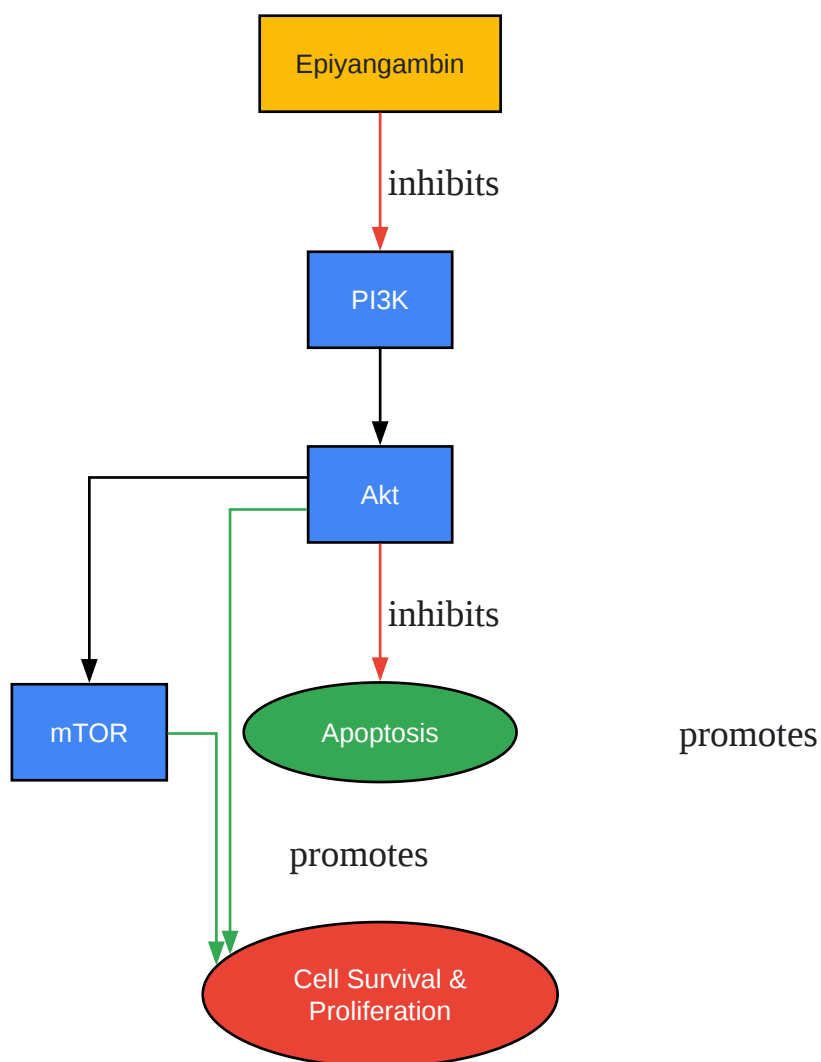 Epiyangambin
inhibits
PI3K
Akt
inhibits
mTOR
Apoptosis
promotes
promotes
Cell Survival &
Proliferation